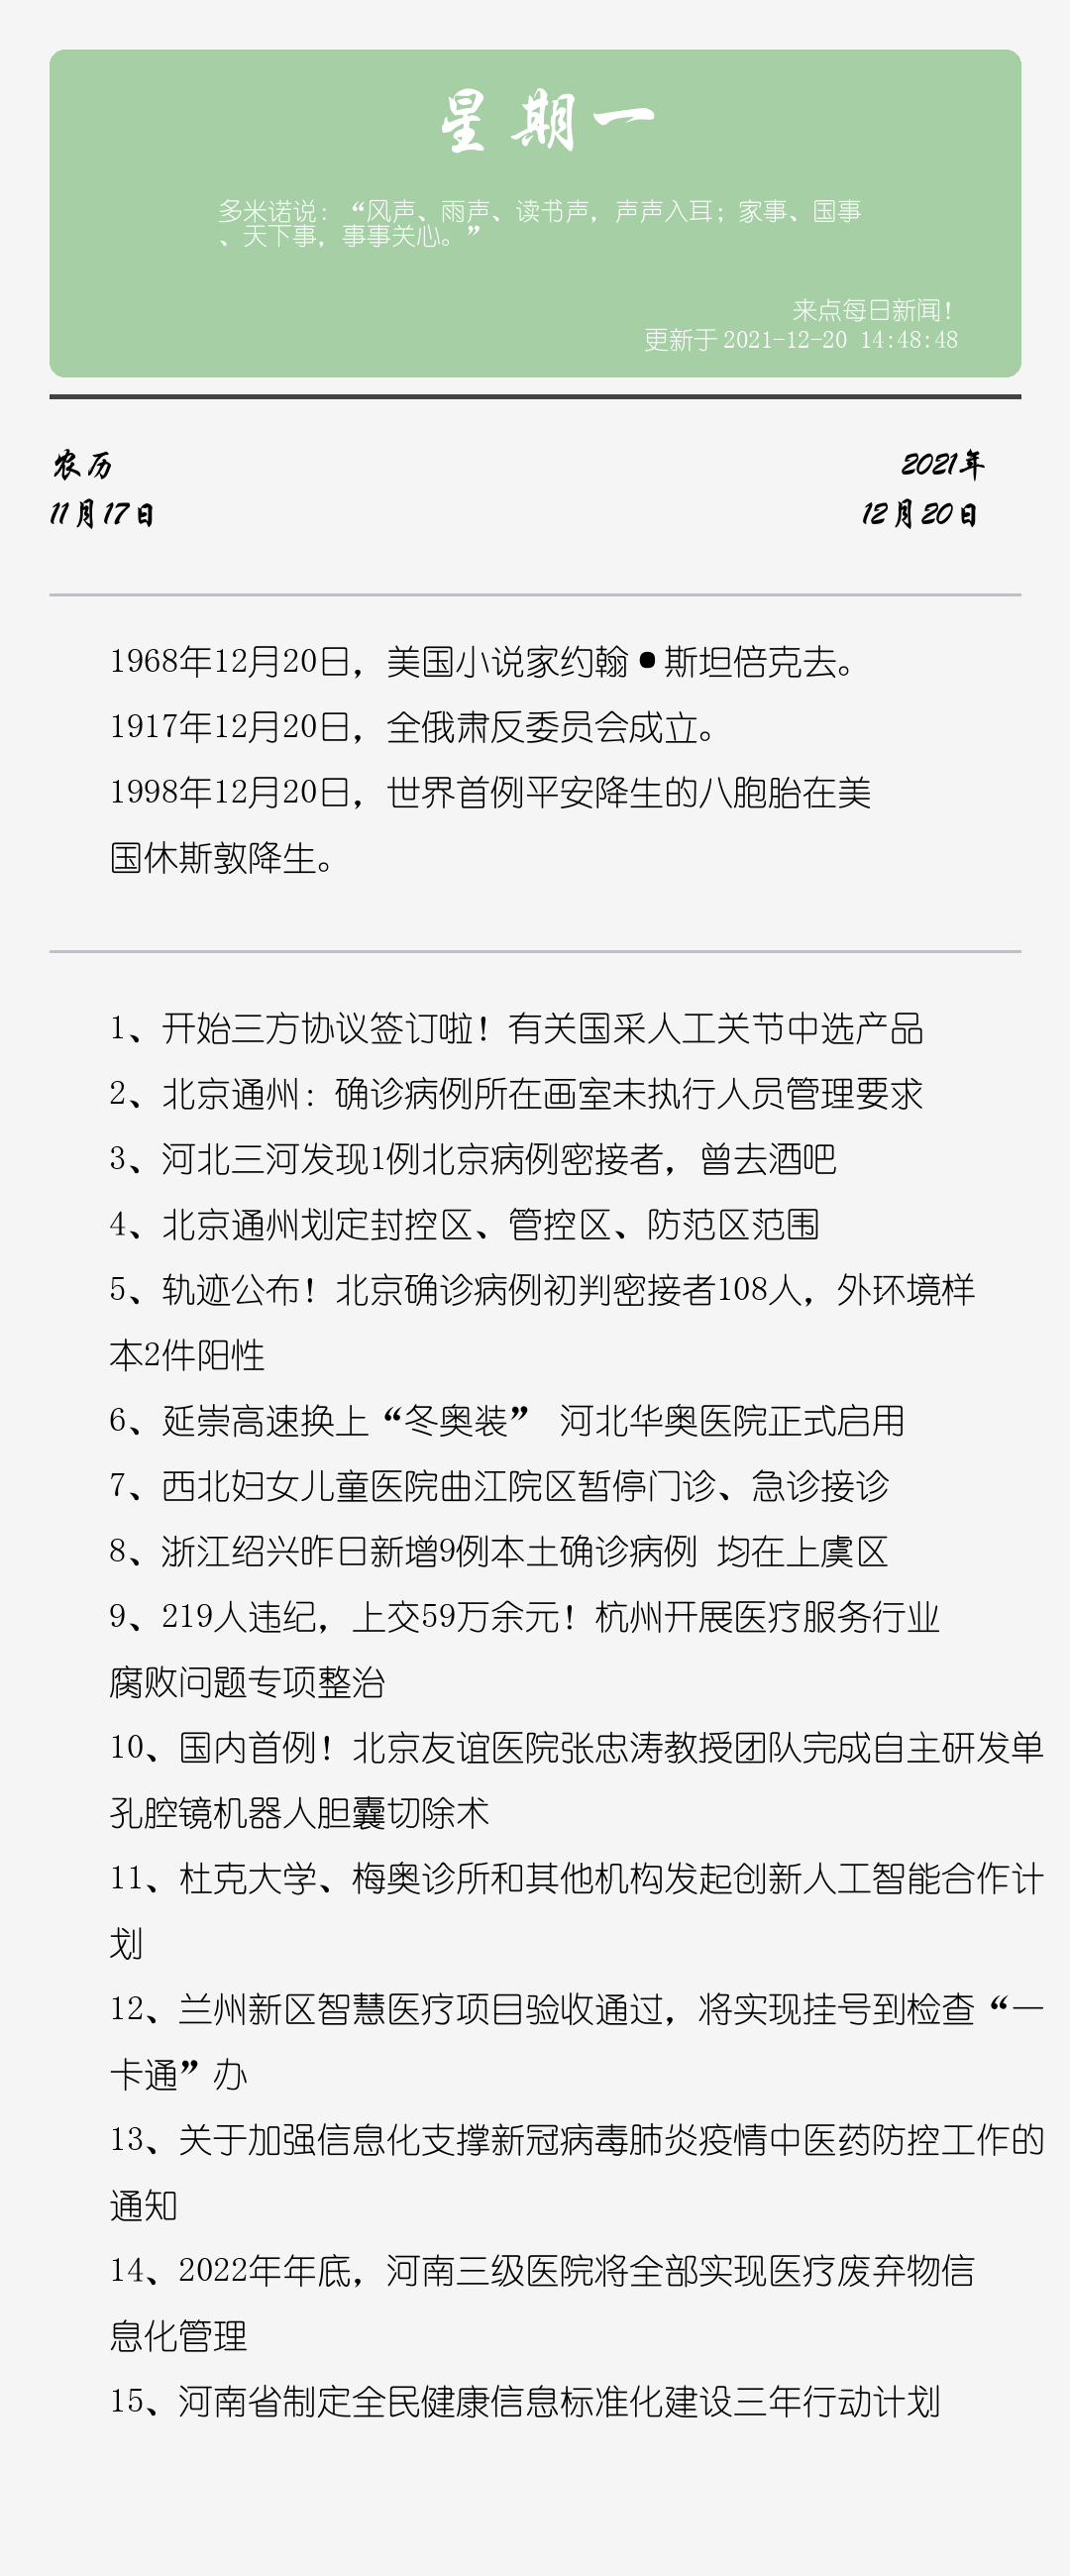 星期一
多米诺说：“风声、雨声、读书声，声声入耳；家事、国事
、天下事，事事关心。”
来点每日新闻！
更新于 2021-12-20 14:48:48
农历
2021年
11月17日
12月20日
1968年12月20日，美国小说家约翰•斯坦倍克去。
1917年12月20日，全俄肃反委员会成立。
1998年12月20日，世界首例平安降生的八胞胎在美
国休斯敦降生。
1、开始三方协议签订啦！有关国采人工关节中选产品
2、北京通州：确诊病例所在画室未执行人员管理要求
3、河北三河发现1例北京病例密接者，曾去酒吧
4、北京通州划定封控区、管控区、防范区范围
5、轨迹公布！北京确诊病例初判密接者108人，外环境样
本2件阳性
6、延崇高速换上“冬奥装” 河北华奥医院正式启用
7、西北妇女儿童医院曲江院区暂停门诊、急诊接诊
8、浙江绍兴昨日新增9例本土确诊病例 均在上虞区
9、219人违纪，上交59万余元！杭州开展医疗服务行业
腐败问题专项整治
10、国内首例！北京友谊医院张忠涛教授团队完成自主研发单
孔腔镜机器人胆囊切除术
11、杜克大学、梅奥诊所和其他机构发起创新人工智能合作计
划
12、兰州新区智慧医疗项目验收通过，将实现挂号到检查“一
卡通”办
13、关于加强信息化支撑新冠病毒肺炎疫情中医药防控工作的
通知
14、2022年年底，河南三级医院将全部实现医疗废弃物信
息化管理
15、河南省制定全民健康信息标准化建设三年行动计划